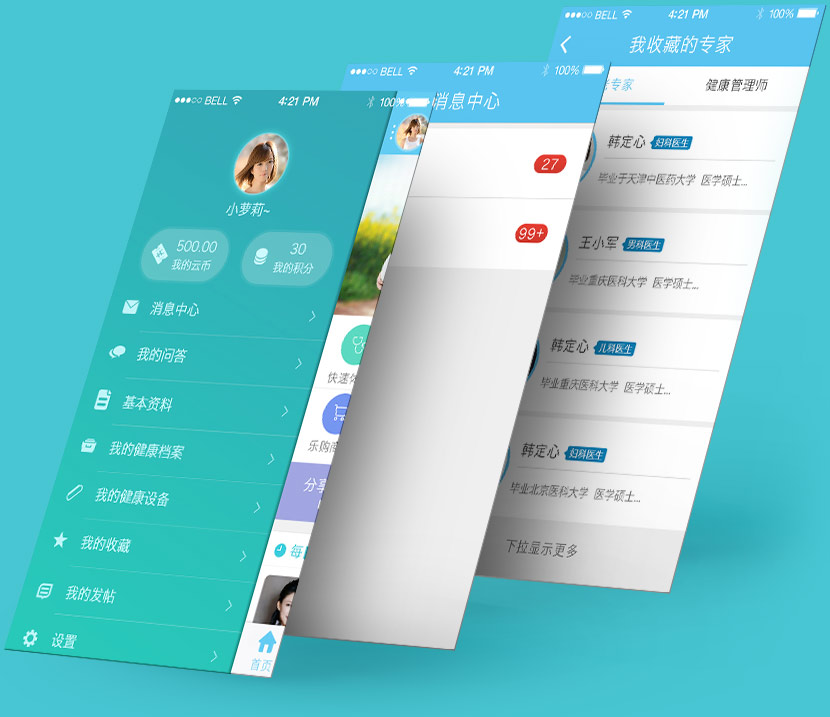 BELL
4:21 PM
100%
小萝莉~
500.00
我的云币
30
我的积分
消息中心
我的问答
基本资料
我的健康档案
我的健康设备
我的收藏
我的发帖
设置
快速
乐购
分享
每
首页
BELL
4:21 PM
100%
消息中心
27
99+
BELL
4:21 PM
100%
我收藏的专家
专家
健康管理师
韩定心
妇科医生
毕业于天津中医药大学 医学硕士...
王小军
男科医生
毕业重庆医科大学 医学硕士...
韩定心
儿科医生
毕业重庆医科大学 医学硕士...
韩定心
妇科医生
毕业北京医科大学 医学硕士...
下拉显示更多